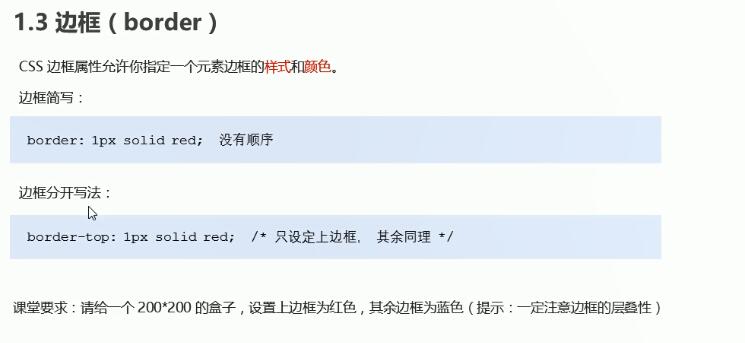 1.3 边框（border）
CSS 边框属性允许你指定一个元素边框的样式和颜色。
边框简写：
border: 1px solid red; 没有顺序
边框分开写法：
border-top: 1px solid red; /* 只设定上边框， 其余同理 */
课堂要求：请给一个 200*200 的盒子，设置上边框为红色，其余边框为蓝色（提示：一定注意边框的层叠性）